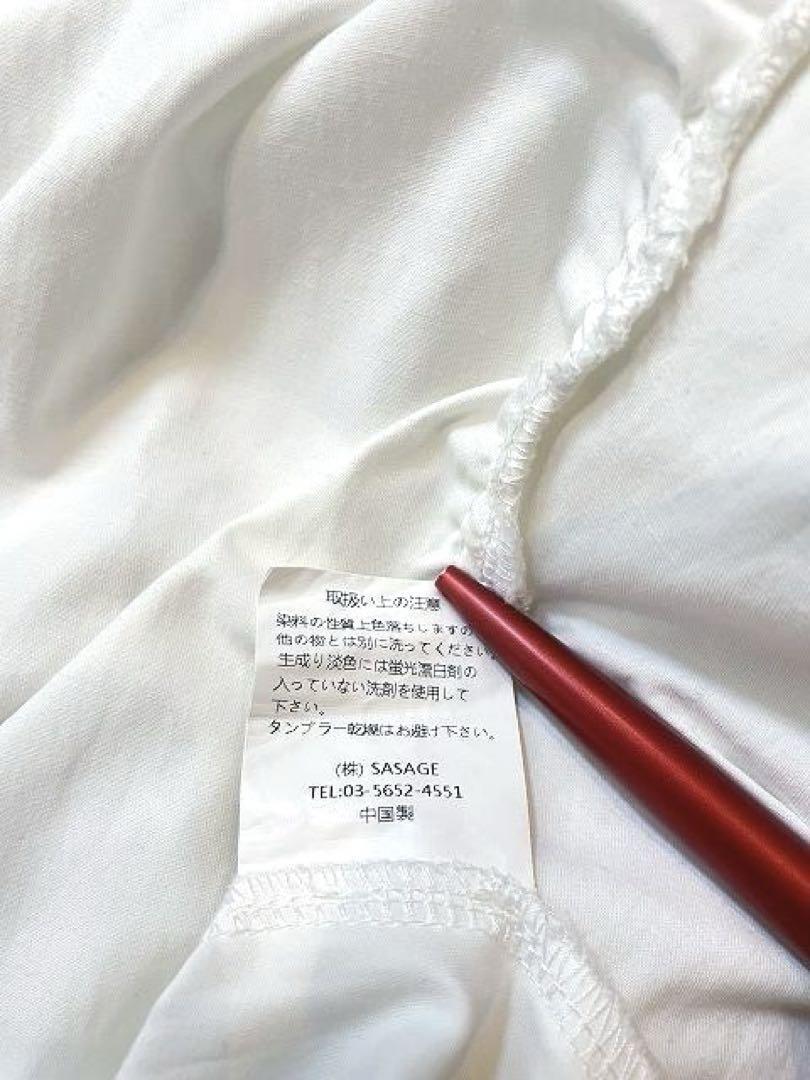 取扱い上の注意
染料の性質上色落ちしますの
他の物とは別に洗ってください。
生成り淡色には蛍光漂白剤の
入っていない洗剤を使用して
下さい。
タンブラー乾燥はお避け下さい。
(株) SASAGE
TEL:03-5652-4551
中国製